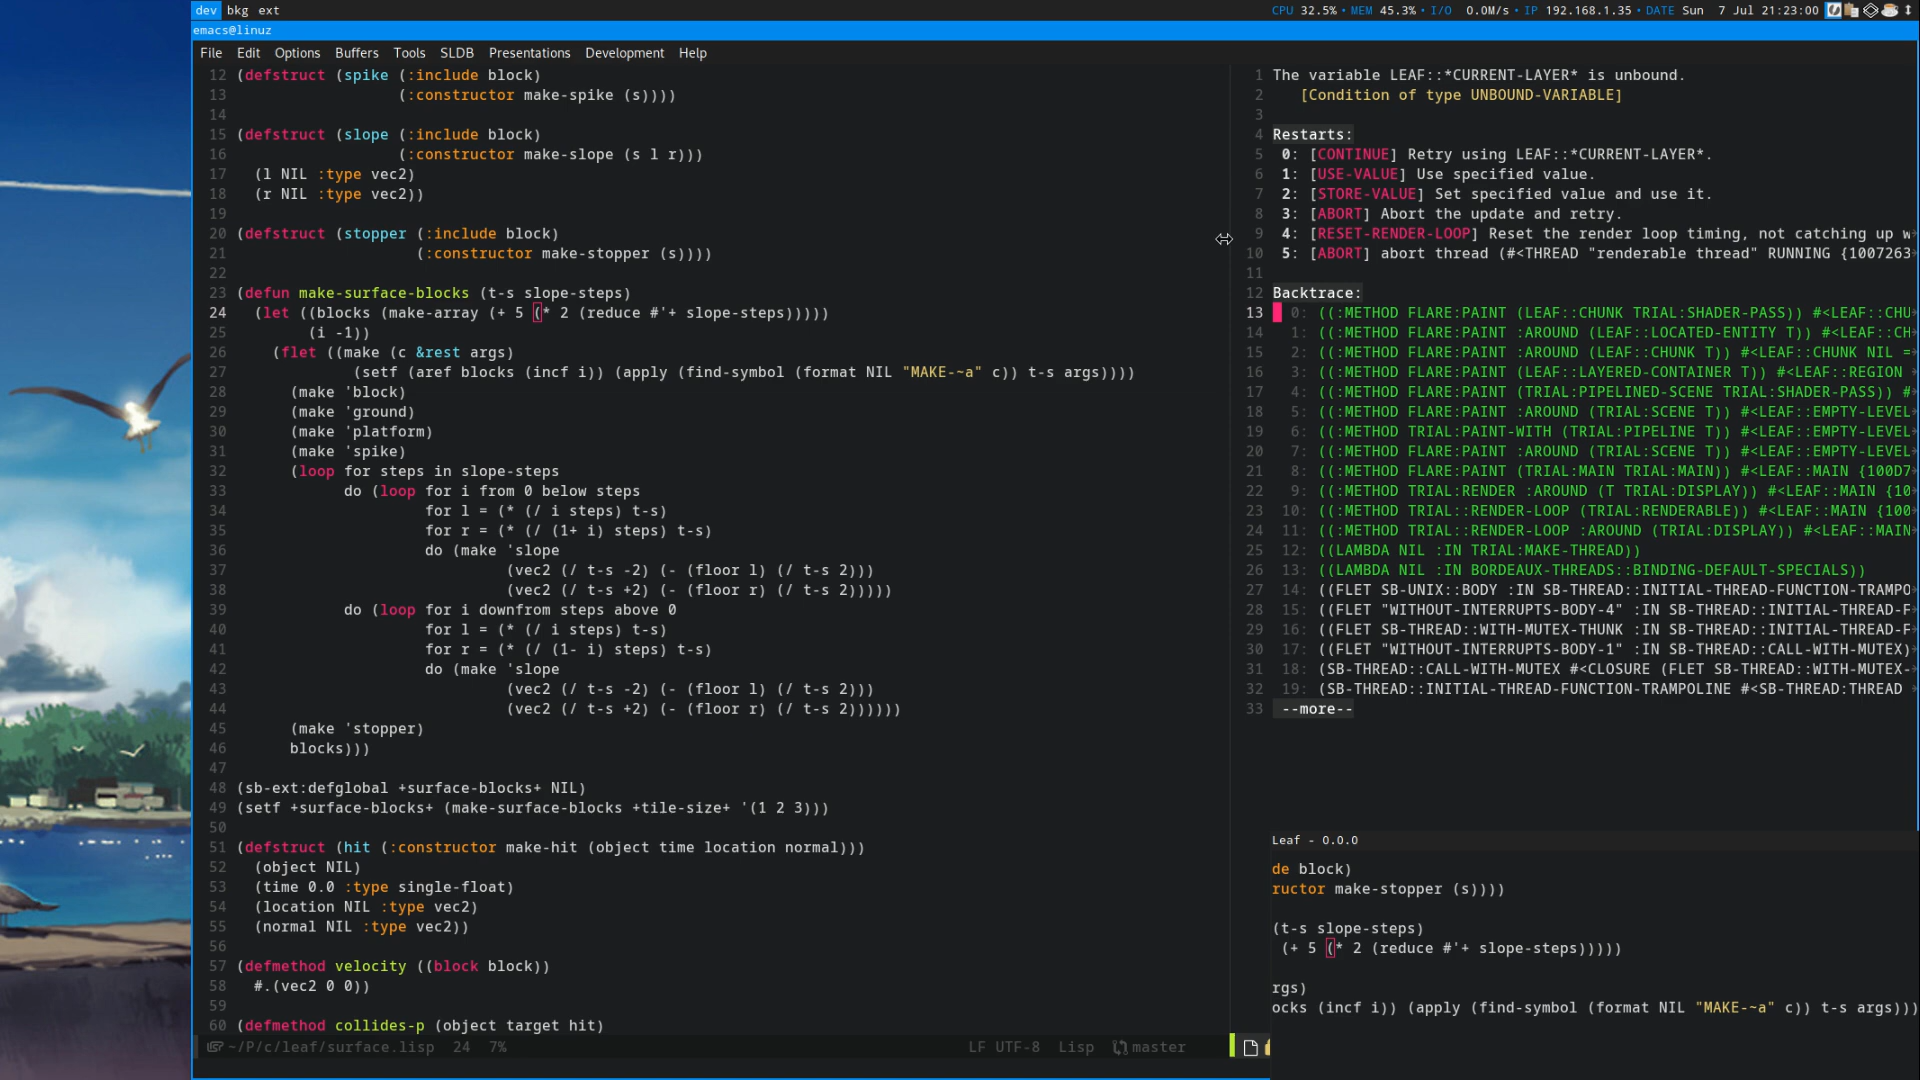 dev bkg ext
CPU 32.5% • MEM 45.3% • I/O 0.0M/s • IP 192.168.1.35 • DATE Sun 7 Jul 21:23:00
emacs@linuz
File Edit Options Buffers Tools SLDB Presentations Development Help
12 (defstruct (spike (:include block)
13 (:constructor make-spike (s))))
14
15 (defstruct (slope (:include block)
16 (:constructor make-slope (s l r)))
17 (l NIL :type vec2)
18 (r NIL :type vec2))
19
20 (defstruct (stopper (:include block)
21 (:constructor make-stopper (s))))
22
23 (defun make-surface-blocks (t-s slope-steps)
24 (let ((blocks (make-array (+ 5 (* 2 (reduce #'+ slope-steps)))))
25 (i -1))
26 (flet ((make (c &rest args)
27 (setf (aref blocks (incf i)) (apply (find-symbol (format NIL "MAKE-~a" c)) t-s args))))
28 (make 'block)
29 (make 'ground)
30 (make 'platform)
31 (make 'spike)
32 (loop for steps in slope-steps
33 do (loop for i from 0 below steps
34 for l = (* (/ i steps) t-s)
35 for r = (* (/ (1+ i) steps) t-s)
36 do (make 'slope
37 (vec2 (/ t-s -2) (- (floor l) (/ t-s 2)))
38 (vec2 (/ t-s +2) (- (floor r) (/ t-s 2)))))
39 do (loop for i downfrom steps above 0
40 for l = (* (/ i steps) t-s)
41 for r = (* (/ (1- i) steps) t-s)
42 do (make 'slope
43 (vec2 (/ t-s -2) (- (floor l) (/ t-s 2)))
44 (vec2 (/ t-s +2) (- (floor r) (/ t-s 2))))))
45 (make 'stopper)
46 blocks)))
47
48 (sb-ext:defglobal +surface-blocks+ NIL)
49 (setf +surface-blocks+ (make-surface-blocks +tile-size+ '(1 2 3)))
50
51 (defstruct (hit (:constructor make-hit (object time location normal)))
52 (object NIL)
53 (time 0.0 :type single-float)
54 (location NIL :type vec2)
55 (normal NIL :type vec2))
56
57 (defmethod velocity ((block block))
58 #.(vec2 0 0))
59
60 (defmethod collides-p (object target hit)
~/P/c/leaf/surface.lisp 24 7% LF UTF-8 Lisp master
1 The variable LEAF::*CURRENT-LAYER* is unbound.
2 [Condition of type UNBOUND-VARIABLE]
3
4 Restarts:
5 0: [CONTINUE] Retry using LEAF::*CURRENT-LAYER*.
6 1: [USE-VALUE] Use specified value.
7 2: [STORE-VALUE] Set specified value and use it.
8 3: [ABORT] Abort the update and retry.
9 4: [RESET-RENDER-LOOP] Reset the render loop timing, not catching up w
10 5: [ABORT] abort thread (#<THREAD "renderable thread" RUNNING {1007263
11
12 Backtrace:
13 0: ((:METHOD FLARE:PAINT (LEAF::CHUNK TRIAL:SHADER-PASS)) #<LEAF::CHU
14 1: ((:METHOD FLARE:PAINT :AROUND (LEAF::LOCATED-ENTITY T)) #<LEAF::CH
15 2: ((:METHOD FLARE:PAINT :AROUND (LEAF::CHUNK T)) #<LEAF::CHUNK NIL =
16 3: ((:METHOD FLARE:PAINT (LEAF::LAYERED-CONTAINER T)) #<LEAF::REGION
17 4: ((:METHOD FLARE:PAINT (TRIAL:PIPELINED-SCENE TRIAL:SHADER-PASS)) #
18 5: ((:METHOD FLARE:PAINT :AROUND (TRIAL:SCENE T)) #<LEAF::EMPTY-LEVEL
19 6: ((:METHOD TRIAL:PAINT-WITH (TRIAL:PIPELINE T)) #<LEAF::EMPTY-LEVEL
20 7: ((:METHOD FLARE:PAINT :AROUND (TRIAL:SCENE T)) #<LEAF::EMPTY-LEVEL
21 8: ((:METHOD FLARE:PAINT (TRIAL:MAIN TRIAL:MAIN)) #<LEAF::MAIN {100D7
22 9: ((:METHOD TRIAL:RENDER :AROUND (T TRIAL:DISPLAY)) #<LEAF::MAIN {10
23 10: ((:METHOD TRIAL::RENDER-LOOP (TRIAL:RENDERABLE)) #<LEAF::MAIN {100
24 11: ((:METHOD TRIAL::RENDER-LOOP :AROUND (TRIAL:DISPLAY)) #<LEAF::MAIN
25 12: ((LAMBDA NIL :IN TRIAL:MAKE-THREAD))
26 13: ((LAMBDA NIL :IN BORDEAUX-THREADS::BINDING-DEFAULT-SPECIALS))
27 14: ((FLET SB-UNIX::BODY :IN SB-THREAD::INITIAL-THREAD-FUNCTION-TRAMPO
28 15: ((FLET "WITHOUT-INTERRUPTS-BODY-4" :IN SB-THREAD::INITIAL-THREAD-F
29 16: ((FLET SB-THREAD::WITH-MUTEX-THUNK :IN SB-THREAD::INITIAL-THREAD-F
30 17: ((FLET "WITHOUT-INTERRUPTS-BODY-1" :IN SB-THREAD::CALL-WITH-MUTEX)
31 18: (SB-THREAD::CALL-WITH-MUTEX #<CLOSURE (FLET SB-THREAD::WITH-MUTEX-
32 19: (SB-THREAD::INITIAL-THREAD-FUNCTION-TRAMPOLINE #<SB-THREAD:THREAD
33 --more--
Leaf - 0.0.0
de block)
ructor make-stopper (s))))
(t-s slope-steps)
(+ 5 (* 2 (reduce #'+ slope-steps)))))
rgs)
ocks (incf i)) (apply (find-symbol (format NIL "MAKE-~a" c)) t-s args)))